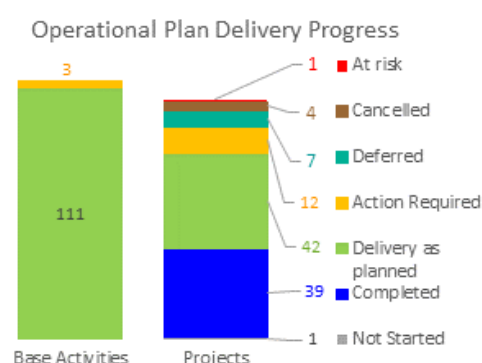 Operational Plan Delivery Progress
3
1 At risk
4 Cancelled
7 Deferred
111
12 Action Required
42 Delivery as
planned
39 Completed
1 Not Started
Base Activities Projects